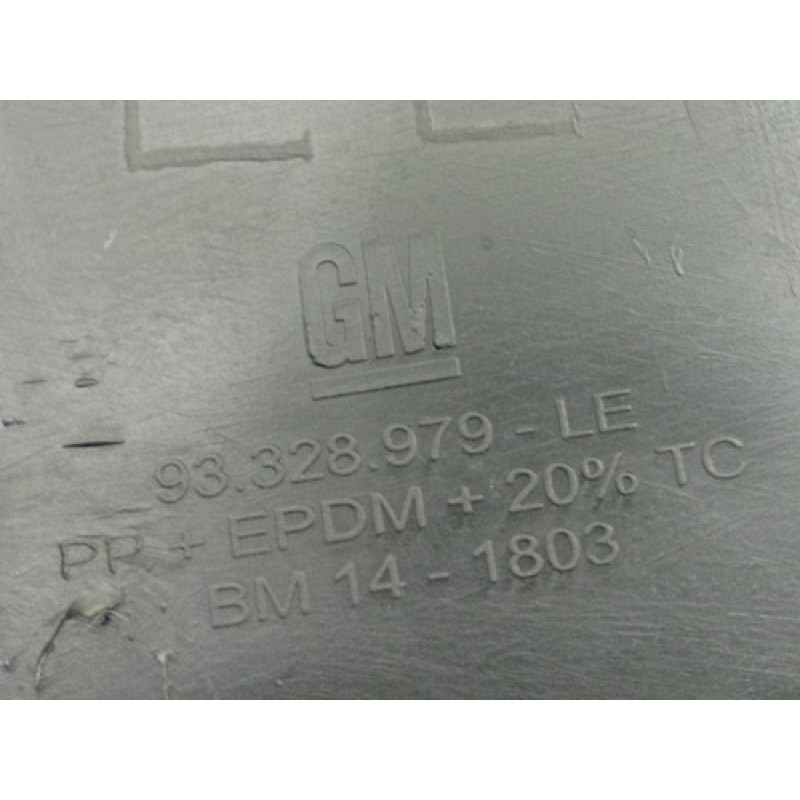 GM
93.328.979 - LE
PP + EPDM + 20% TC
BM 14 - 1803